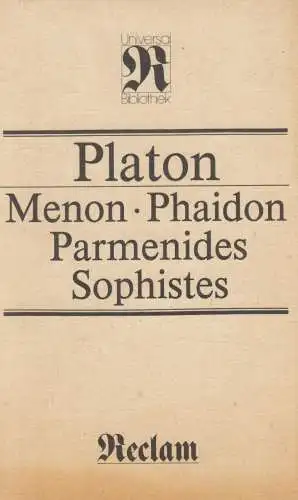 Universal
R
Bibliothek
Platon
Menon · Phaidon
Parmenides
Sophistes
Reclam